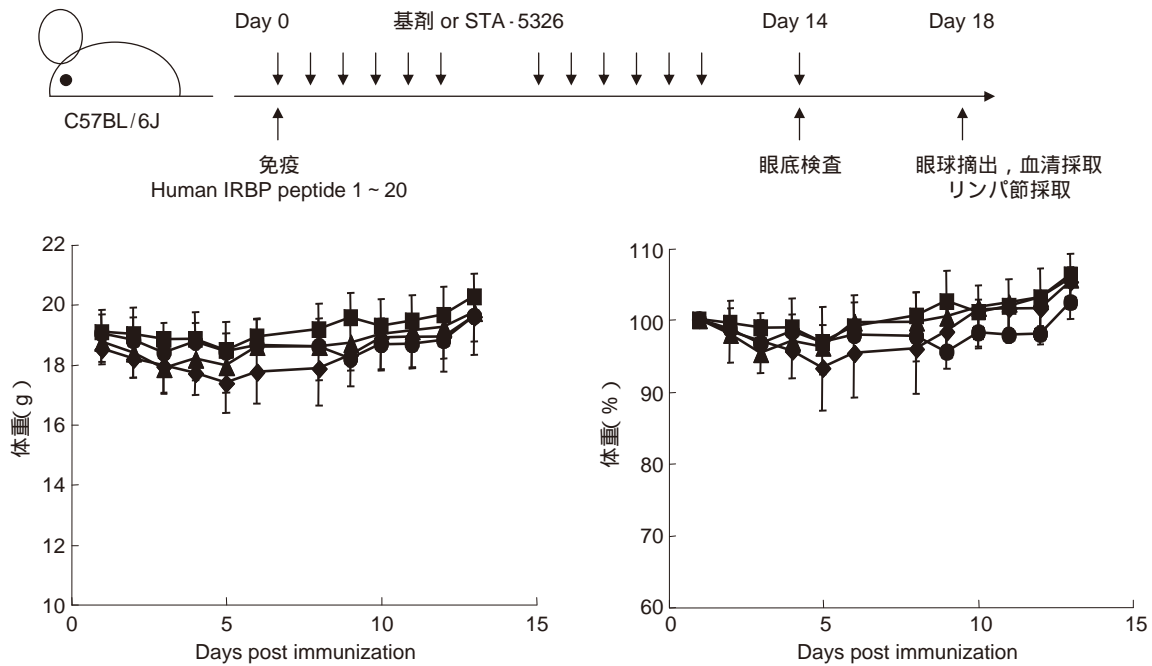 Day 0
基剤 or STA-5326
Day 14
Day 18
C57BL/6J
免疫
Human IRBP peptide 1 ~ 20
眼底検査
眼球摘出,血清採取
リンパ節採取
22
20
18
16
14
12
10
体重( g )
0
5
10
15
Days post immunization
110
100
90
80
70
60
体重( % )
0
5
10
15
Days post immunization